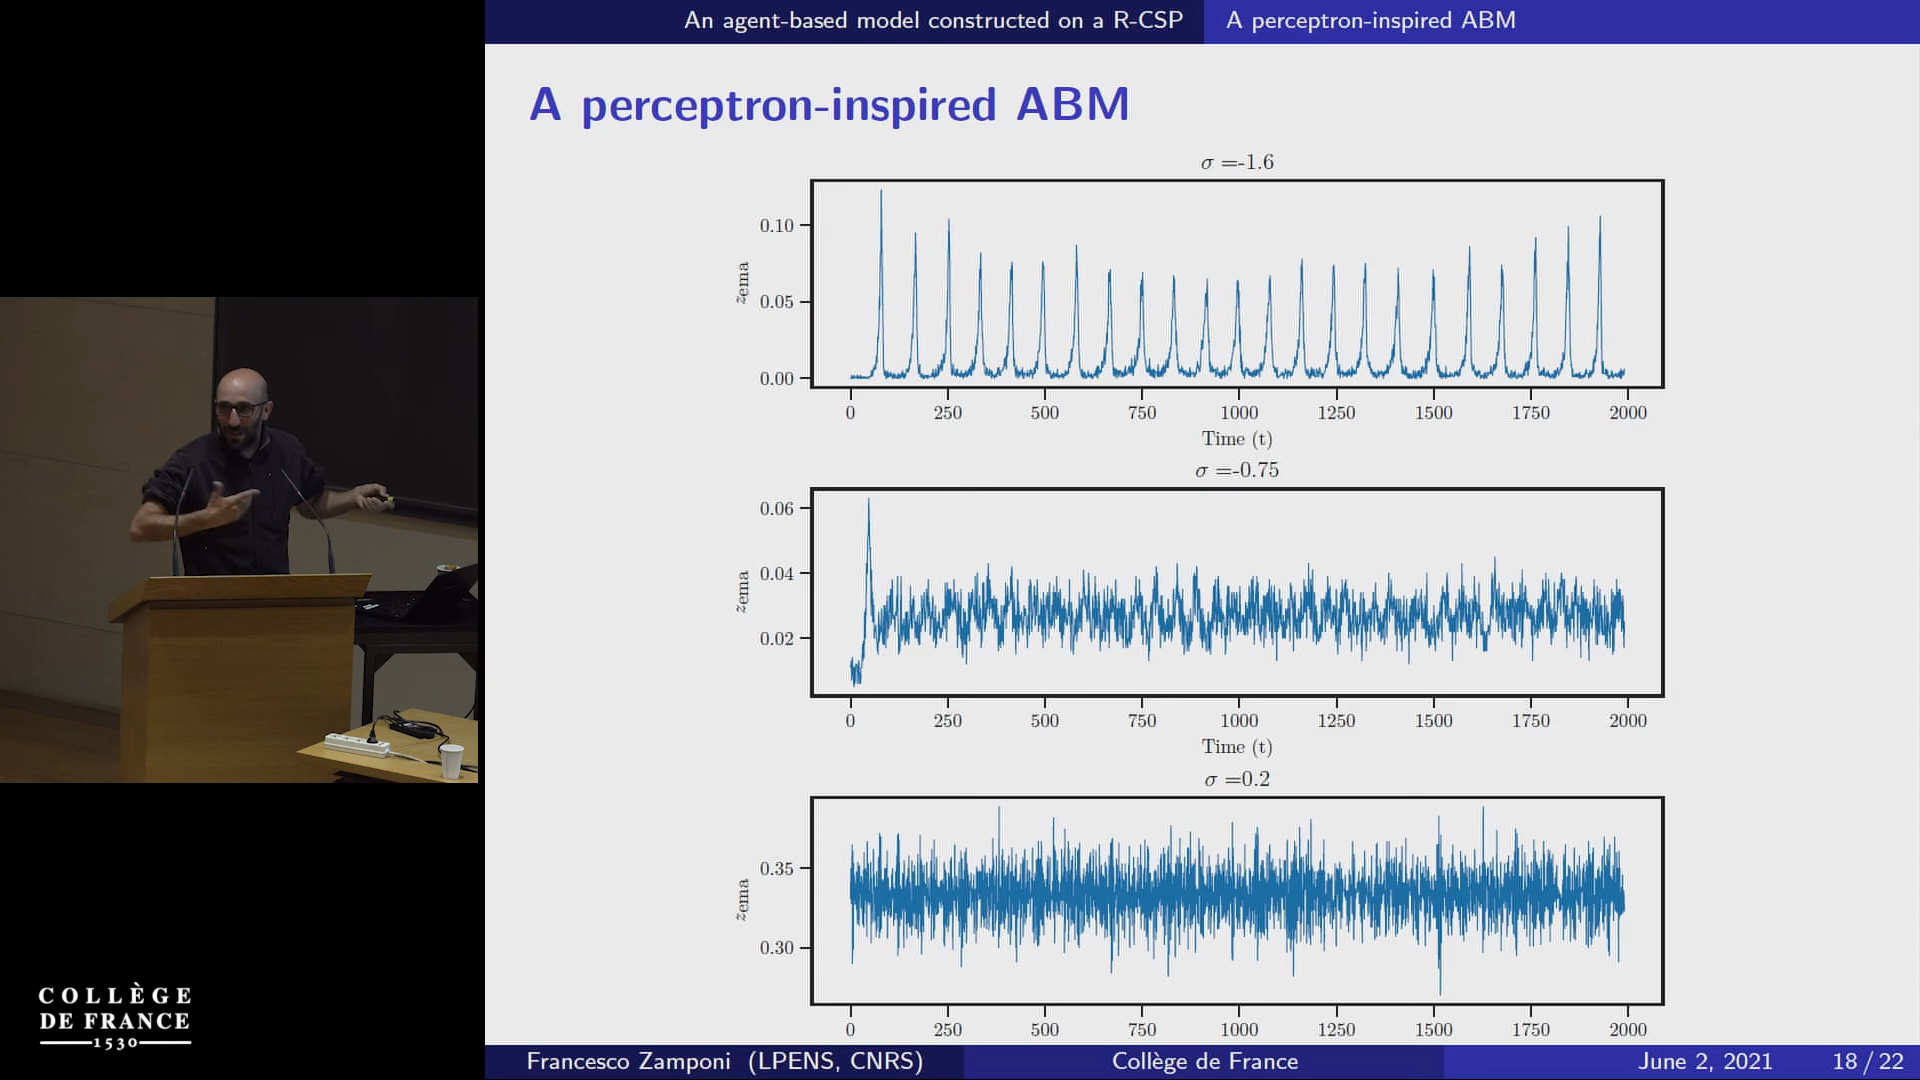 An agent-based model constructed on a R-CSP A perceptron-inspired ABM
A perceptron-inspired ABM
σ =-1.6
0.10
0.05
0.00
zema
0 250 500 750 1000 1250 1500 1750 2000
Time (t)
σ =-0.75
0.06
0.04
0.02
zema
0 250 500 750 1000 1250 1500 1750 2000
Time (t)
σ =0.2
0.35
0.30
zema
0 250 500 750 1000 1250 1500 1750 2000
Francesco Zamponi (LPENS, CNRS) Collège de France June 2, 2021 18 / 22
COLLÈGE
DE FRANCE
1530